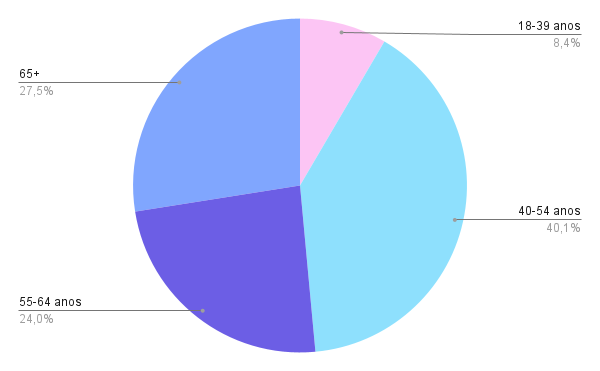 18-39 anos
8,4%
65+
27,5%
40-54 anos
40,1%
55-64 anos
24,0%